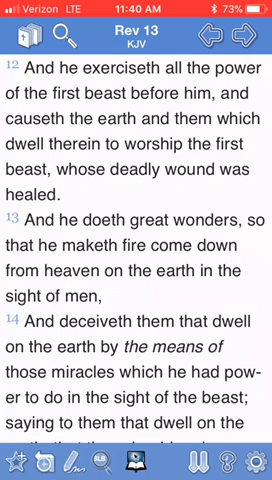 Verizon LTE 11:40 AM 73%
Rev 13
KJV
12 And he exerciseth all the power
of the first beast before him, and
causeth the earth and them which
dwell therein to worship the first
beast, whose deadly wound was
healed.
13 And he doeth great wonders, so
that he maketh fire come down
from heaven on the earth in the
sight of men,
14 And deceiveth them that dwell
on the earth by the means of
those miracles which he had pow-
er to do in the sight of the beast;
saying to them that dwell on the
BLB